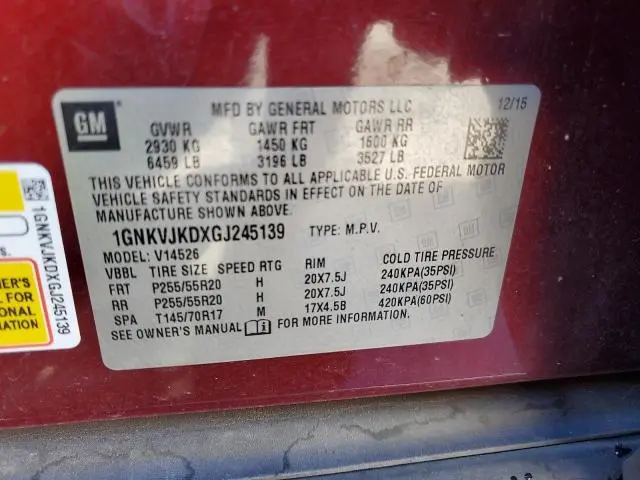 GM
MFD BY GENERAL MOTORS LLC 12/15
GVWR GAWR FRT GAWR RR
2930 KG 1450 KG 1600 KG
6459 LB 3196 LB 3527 LB
THIS VEHICLE CONFORMS TO ALL APPLICABLE U.S. FEDERAL MOTOR
VEHICLE SAFETY STANDARDS IN EFFECT ON THE DATE OF
MANUFACTURE SHOWN ABOVE.
1GNKVJKDXGJ245139 TYPE: M.P.V.
MODEL: V14526
VBBL TIRE SIZE SPEED RTG RIM COLD TIRE PRESSURE
FRT P255/55R20 H 20X7.5J 240KPA(35PSI)
RR P255/55R20 H 20X7.5J 240KPA(35PSI)
SPA T145/70R17 M 17X4.5B 420KPA(60PSI)
SEE OWNER'S MANUAL FOR MORE INFORMATION.
1GNKVJKDXGJ245139
OWNER'S
L FOR
TIONAL
RMATION